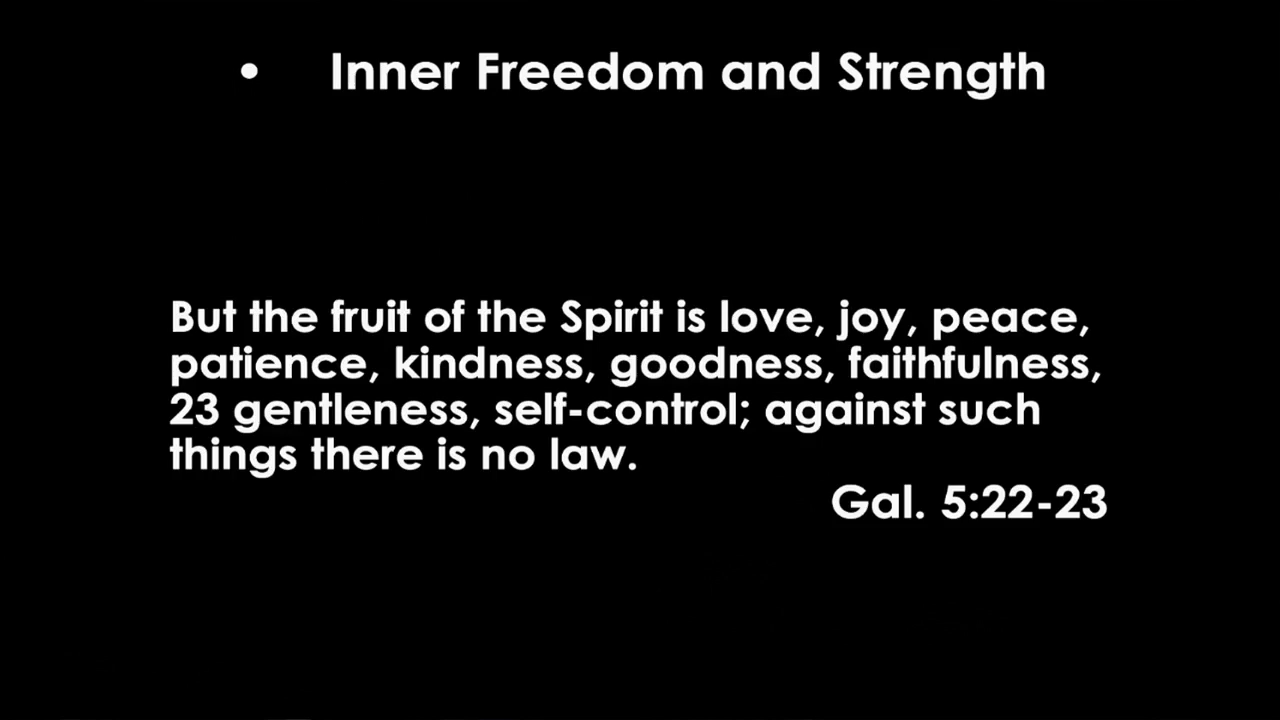 • Inner Freedom and Strength
But the fruit of the Spirit is love, joy, peace,
patience, kindness, goodness, faithfulness,
23 gentleness, self-control; against such
things there is no law.
Gal. 5:22-23